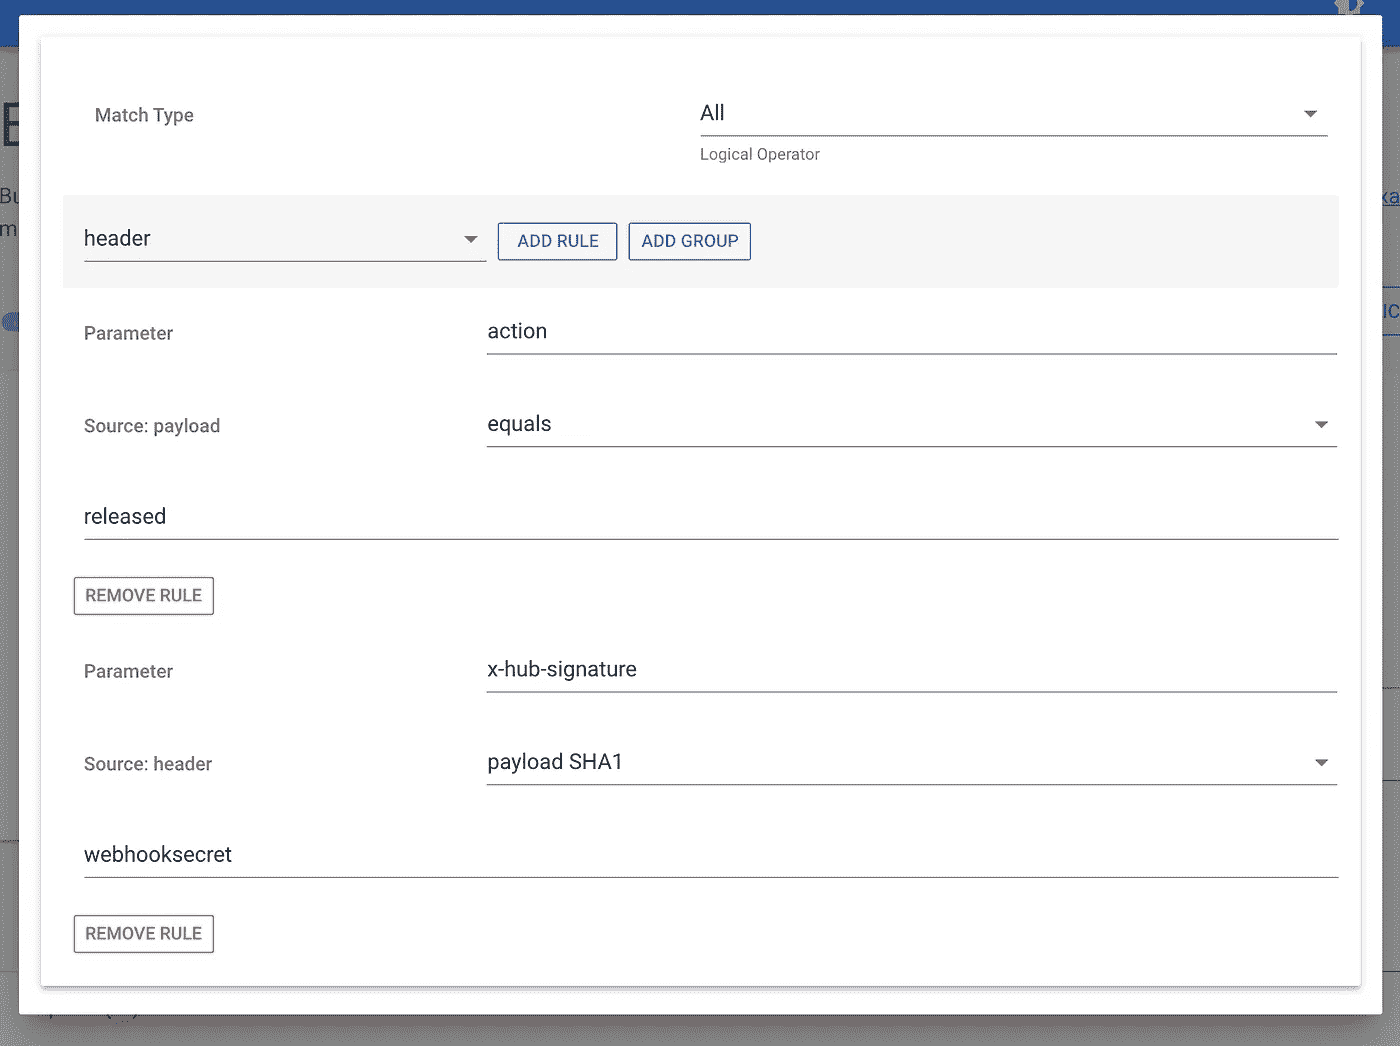 Match Type
All
Logical Operator
header
ADD RULE
ADD GROUP
Parameter
action
Source: payload
equals
released
REMOVE RULE
Parameter
x-hub-signature
Source: header
payload SHA1
webhooksecret
REMOVE RULE